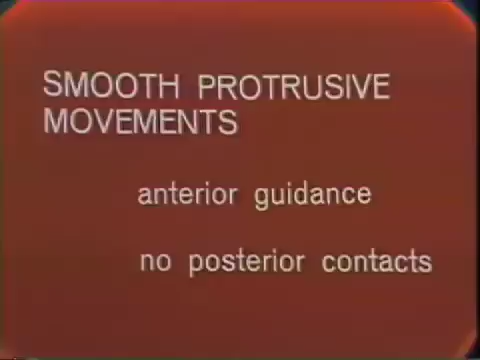 SMOOTH PROTRUSIVE
MOVEMENTS
anterior guidance
no posterior contacts